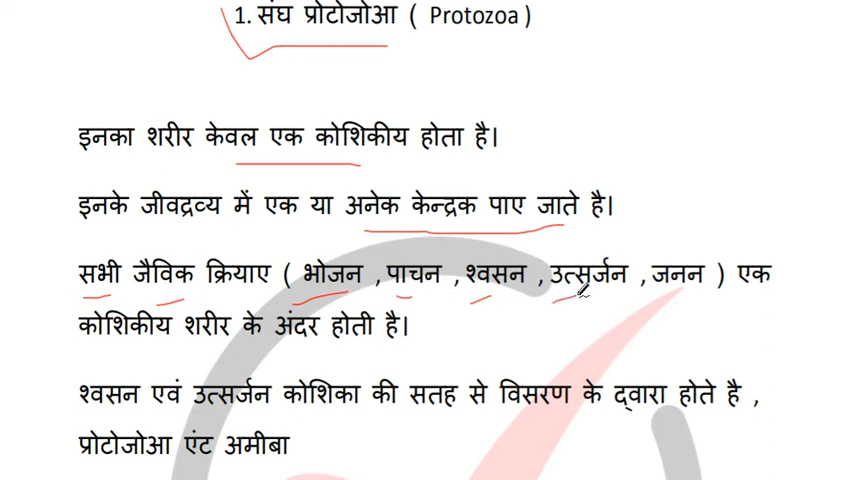 1. संघ प्रोटोजोआ ( Protozoa )
इनका शरीर केवल एक कोशिकीय होता है।
इनके जीवद्रव्य में एक या अनेक केन्द्रक पाए जाते है।
सभी जैविक क्रियाए ( भोजन ,पाचन ,श्वसन ,उत्सर्जन ,जनन ) एक
कोशिकीय शरीर के अंदर होती है।
श्वसन एवं उत्सर्जन कोशिका की सतह से विसरण के द्वारा होते है ,
प्रोटोजोआ एंट अमीबा